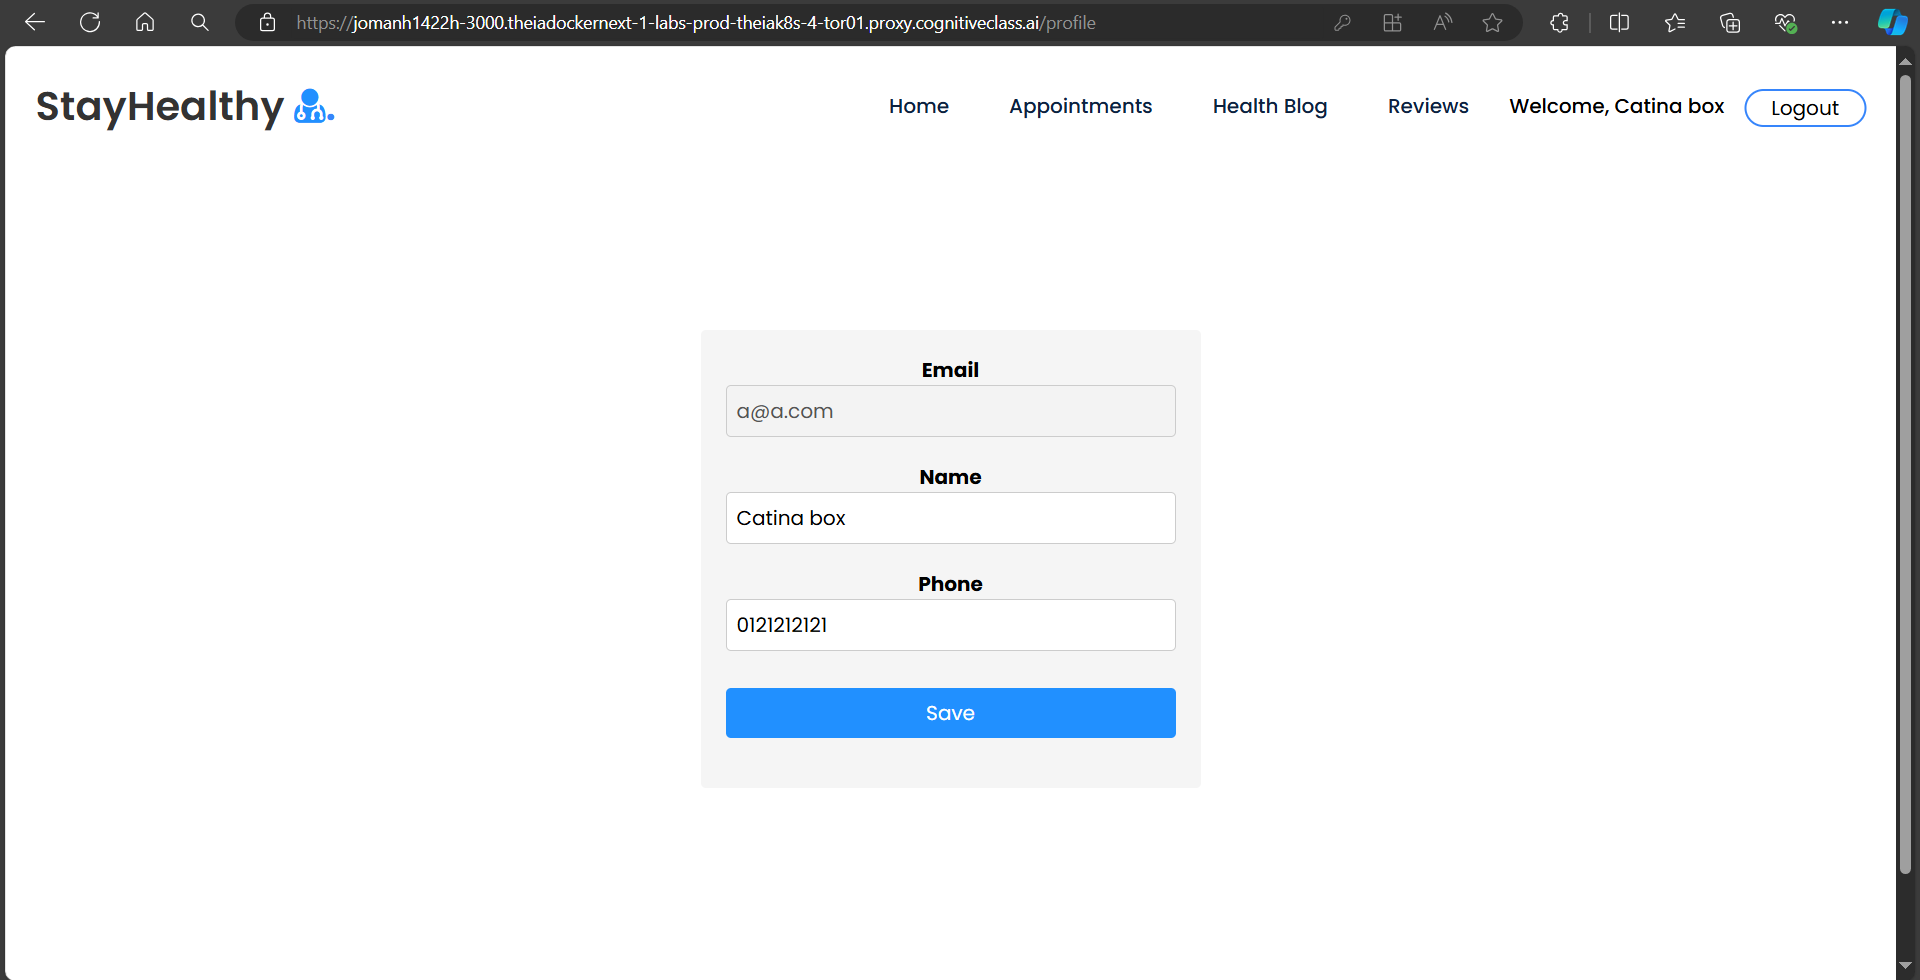 https://jomanh1422h-3000.theiadockernext-1-labs-prod-theiak8s-4-tor01.proxy.cognitiveclass.ai/profile
StayHealthy
Home Appointments Health Blog Reviews Welcome, Catina box Logout
Email
a@a.com
Name
Catina box
Phone
0121212121
Save